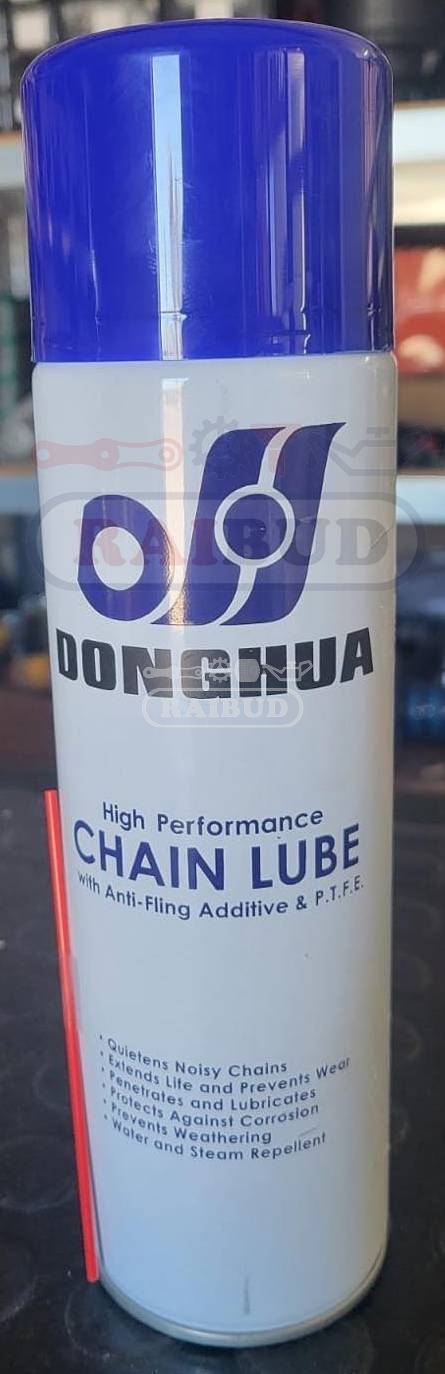 RAIBUD
DONGHUA
RAIBUD
High Performance
CHAIN LUBE
with Anti-Fling Additive & P.T.F.E.
• Quietens Noisy Chains
• Extends Life and Prevents Wear
• Penetrates and Lubricates
• Protects Against Corrosion
• Prevents Weathering
• Water and Steam Repellent